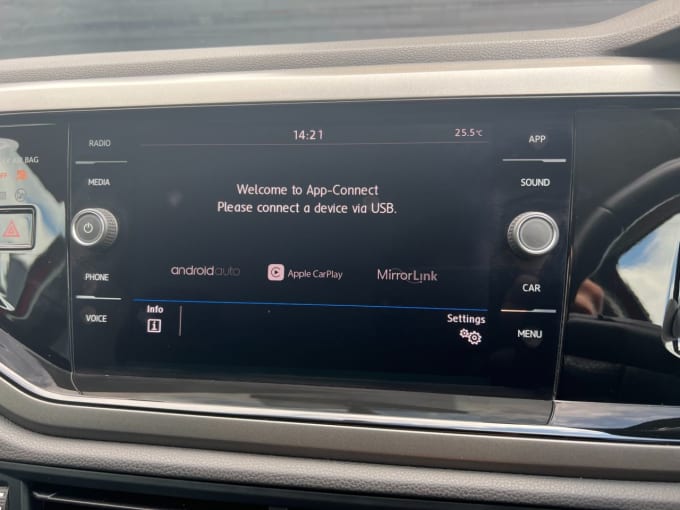 14:21
25.5°C
RADIO
MEDIA
PHONE
VOICE
Welcome to App-Connect
Please connect a device via USB.
androidauto
Apple CarPlay
MirrorLink
Info
Settings
APP
SOUND
CAR
MENU
BAG